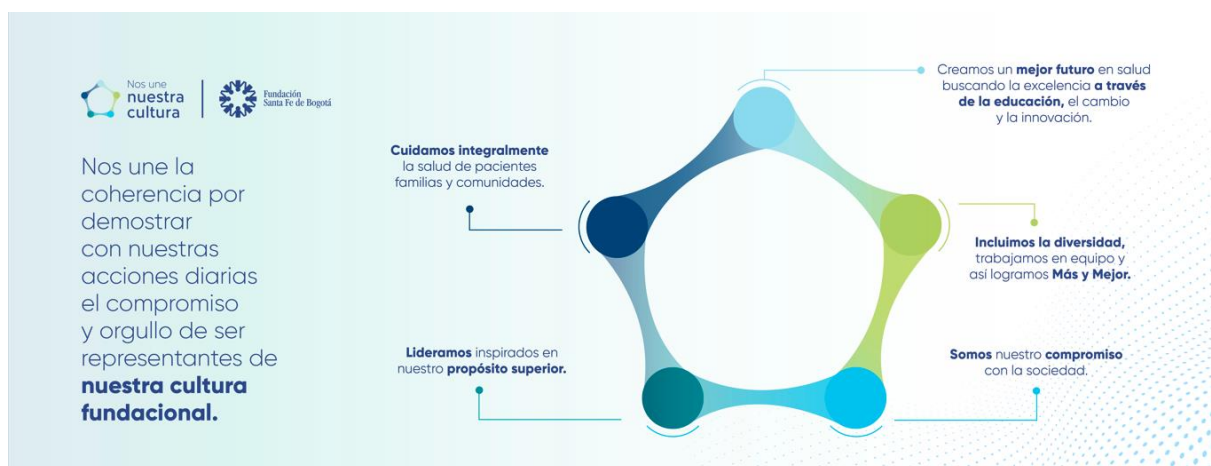 Nos une
nuestra
cultura
Fundación
Santa Fe de Bogotá
Nos une la
coherencia por
demostrar
con nuestras
acciones diarias
el compromiso
y orgullo de ser
representantes de
nuestra cultura
fundacional.
Cuidamos integralmente
la salud de pacientes
familias y comunidades.
Creamos un mejor futuro en salud
buscando la excelencia a través
de la educación, el cambio
y la innovación.
Incluimos la diversidad,
trabajamos en equipo y
así logramos Más y Mejor.
Lideramos inspirados en
nuestro propósito superior.
Somos nuestro compromiso
con la sociedad.